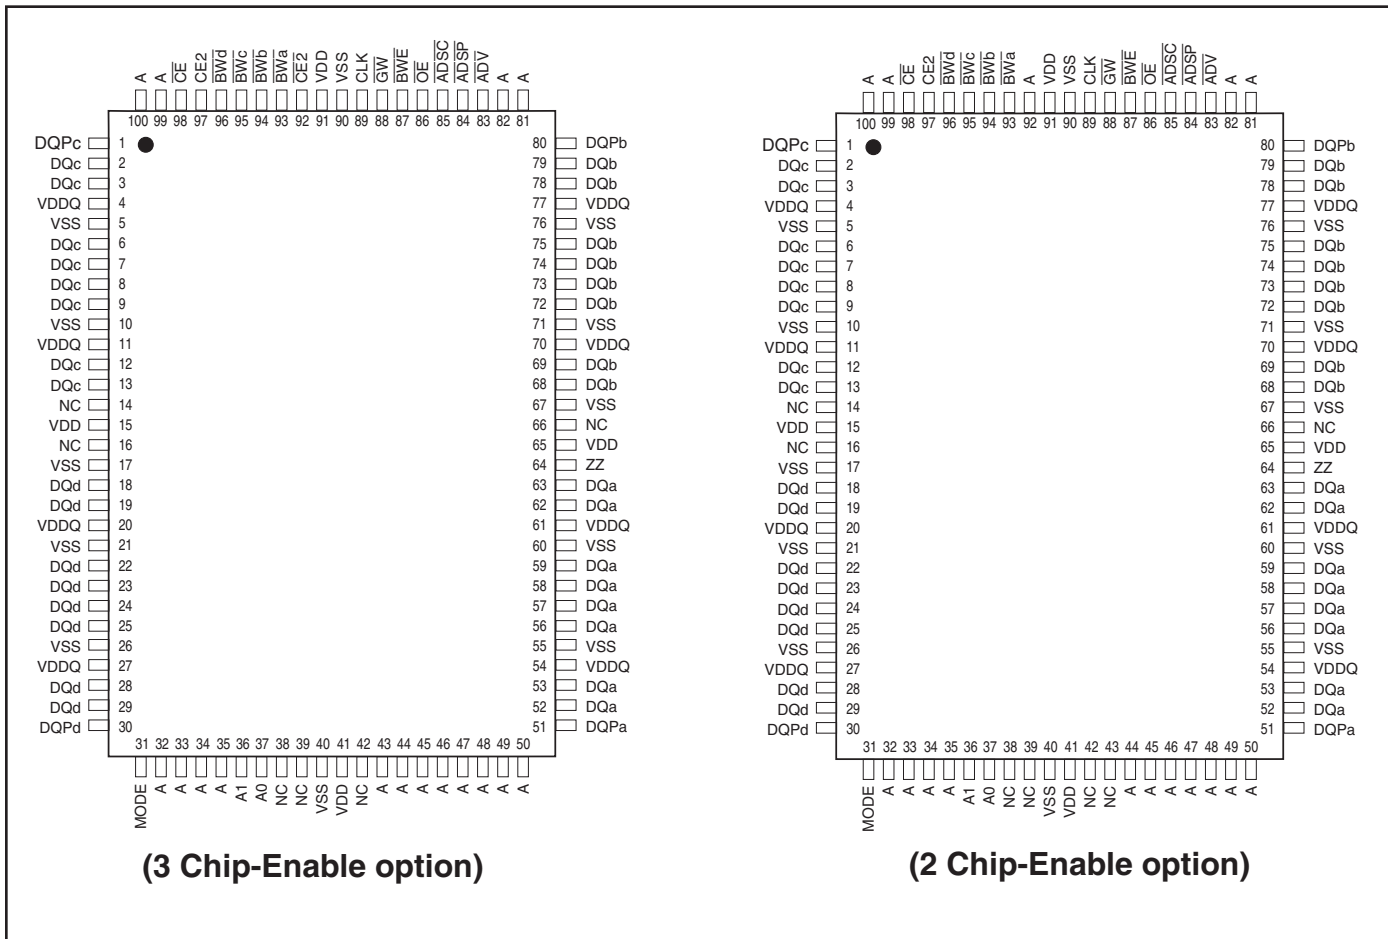 A A CE CE2 BWd BWc BWb BWa CE2 VDD VSS CLK GW BWE OE ADSC ADSP ADV A A
100 99 98 97 96 95 94 93 92 91 90 89 88 87 86 85 84 83 82 81
DQPc 1 80 DQPb
DQc 2 79 DQb
DQc 3 78 DQb
VDDQ 4 77 VDDQ
VSS 5 76 VSS
DQc 6 75 DQb
DQc 7 74 DQb
DQc 8 73 DQb
DQc 9 72 DQb
VSS 10 71 VSS
VDDQ 11 70 VDDQ
DQc 12 69 DQb
DQc 13 68 DQb
NC 14 67 VSS
VDD 15 66 NC
NC 16 65 VDD
VSS 17 64 ZZ
DQd 18 63 DQa
DQd 19 62 DQa
VDDQ 20 61 VDDQ
VSS 21 60 VSS
DQd 22 59 DQa
DQd 23 58 DQa
DQd 24 57 DQa
DQd 25 56 DQa
VSS 26 55 VSS
VDDQ 27 54 VDDQ
DQd 28 53 DQa
DQd 29 52 DQa
DQPd 30 51 DQPa
31 32 33 34 35 36 37 38 39 40 41 42 43 44 45 46 47 48 49 50
MODE A A A A A1 A0 NC NC VSS VDD NC A A A A A A A A
(3 Chip-Enable option)
A A CE CE2 BWd BWc BWb BWa A VDD VSS CLK GW BWE OE ADSC ADSP ADV A A
100 99 98 97 96 95 94 93 92 91 90 89 88 87 86 85 84 83 82 81
DQPc 1 80 DQPb
DQc 2 79 DQb
DQc 3 78 DQb
VDDQ 4 77 VDDQ
VSS 5 76 VSS
DQc 6 75 DQb
DQc 7 74 DQb
DQc 8 73 DQb
DQc 9 72 DQb
VSS 10 71 VSS
VDDQ 11 70 VDDQ
DQc 12 69 DQb
DQc 13 68 DQb
NC 14 67 VSS
VDD 15 66 NC
NC 16 65 VDD
VSS 17 64 ZZ
DQd 18 63 DQa
DQd 19 62 DQa
VDDQ 20 61 VDDQ
VSS 21 60 VSS
DQd 22 59 DQa
DQd 23 58 DQa
DQd 24 57 DQa
DQd 25 56 DQa
VSS 26 55 VSS
VDDQ 27 54 VDDQ
DQd 28 53 DQa
DQd 29 52 DQa
DQPd 30 51 DQPa
31 32 33 34 35 36 37 38 39 40 41 42 43 44 45 46 47 48 49 50
MODE A A A A A1 A0 NC NC VSS VDD NC NC A A A A A A A
(2 Chip-Enable option)